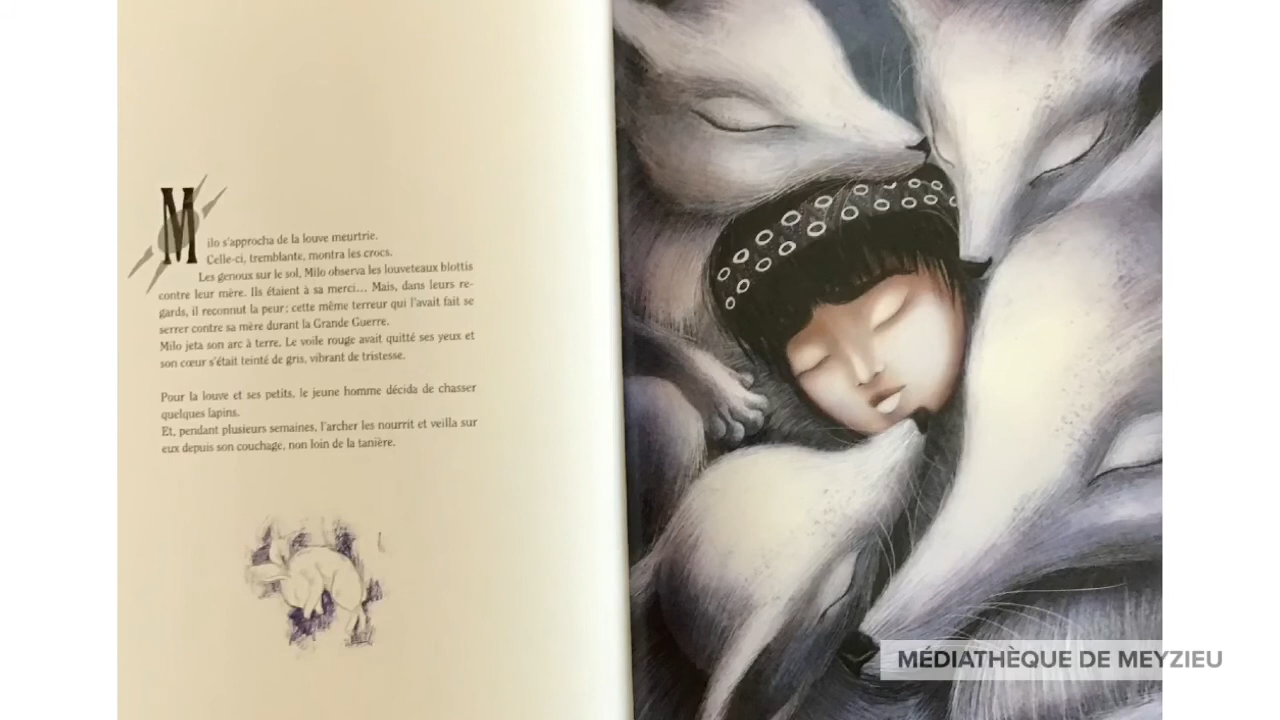 Milo s'approcha de la louve meurtrie.
Celle-ci, tremblante, montra les crocs.
Les genoux sur le sol, Milo observa les louveteaux blottis
contre leur mère. Ils étaient à sa merci... Mais, dans leurs re-
gards, il reconnut la peur : cette même terreur qui l'avait fait se
serrer contre sa mère durant la Grande Guerre.
Milo jeta son arc à terre. Le voile rouge avait quitté ses yeux et
son cœur s'était teinté de gris, vibrant de tristesse.
Pour la louve et ses petits, le jeune homme décida de chasser
quelques lapins.
Et, pendant plusieurs semaines, l'archer les nourrit et veilla sur
eux depuis son couchage, non loin de la tanière.
MÉDIATHÈQUE DE MEYZIEU